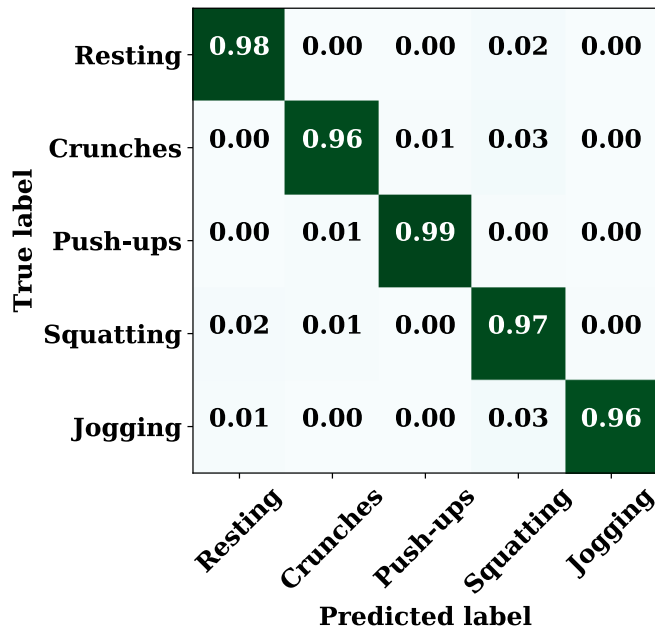 True label
Resting 0.98 0.00 0.00 0.02 0.00
Crunches 0.00 0.96 0.01 0.03 0.00
Push-ups 0.00 0.01 0.99 0.00 0.00
Squatting 0.02 0.01 0.00 0.97 0.00
Jogging 0.01 0.00 0.00 0.03 0.96
Resting Crunches Push-ups Squatting Jogging
Predicted label